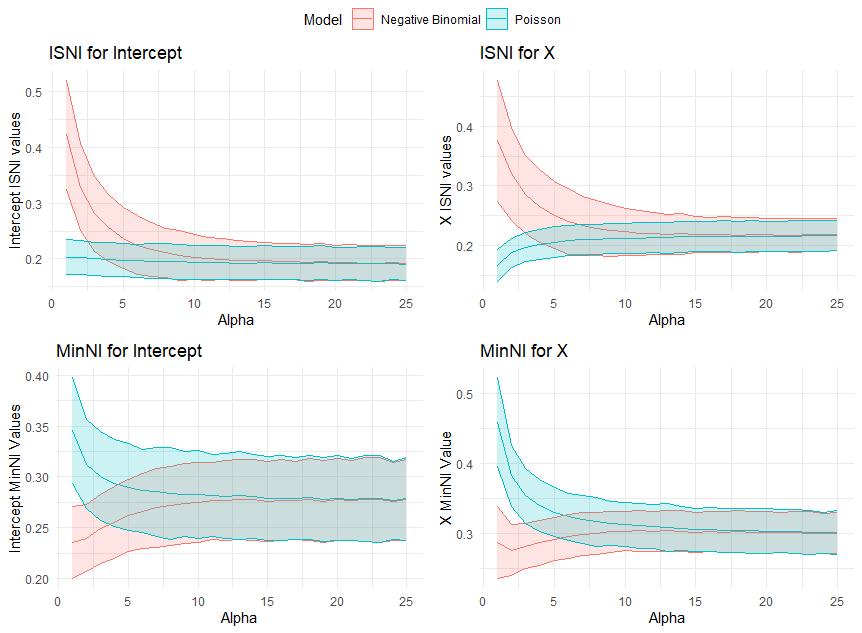 Model Negative Binomial Poisson
ISNI for Intercept
Intercept ISNI values
0.5
0.4
0.3
0.2
0 5 10 15 20 25
Alpha
ISNI for X
X ISNI values
0.4
0.3
0.2
0 5 10 15 20 25
Alpha
MinNI for Intercept
Intercept MinNI Values
0.40
0.35
0.30
0.25
0.20
0 5 10 15 20 25
Alpha
MinNI for X
X MinNI Value
0.5
0.4
0.3
0 5 10 15 20 25
Alpha